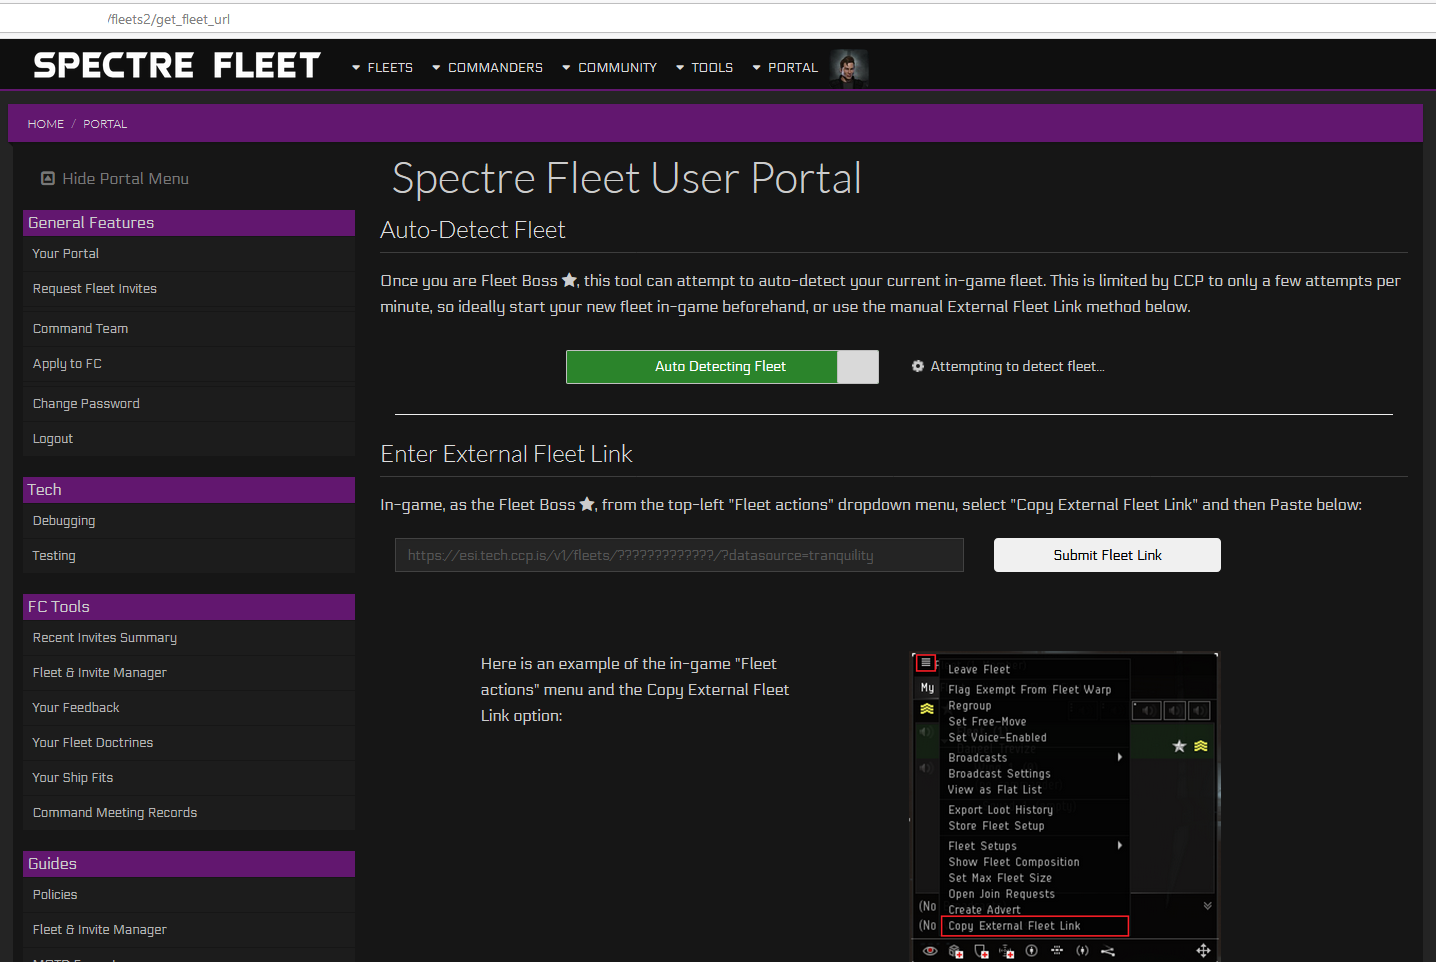 /fleets2/get_fleet_url
SPECTRE FLEET
FLEETS
COMMANDERS
COMMUNITY
TOOLS
PORTAL
HOME / PORTAL
Hide Portal Menu
General Features
Your Portal
Request Fleet Invites
Command Team
Apply to FC
Change Password
Logout
Tech
Debugging
Testing
FC Tools
Recent Invites Summary
Fleet & Invite Manager
Your Feedback
Your Fleet Doctrines
Your Ship Fits
Command Meeting Records
Guides
Policies
Fleet & Invite Manager
Spectre Fleet User Portal
Auto-Detect Fleet
Once you are Fleet Boss ★, this tool can attempt to auto-detect your current in-game fleet. This is limited by CCP to only a few attempts per
minute, so ideally start your new fleet in-game beforehand, or use the manual External Fleet Link method below.
Auto Detecting Fleet
Attempting to detect fleet...
Enter External Fleet Link
In-game, as the Fleet Boss ★, from the top-left "Fleet actions" dropdown menu, select "Copy External Fleet Link" and then Paste below:
https://esi.tech.ccp.is/v1/fleets/?????????????/?datasource=tranquility
Submit Fleet Link
Here is an example of the in-game "Fleet
actions" menu and the Copy External Fleet
Link option:
My
Leave Fleet
Flag Exempt From Fleet Warp
Regroup
Set Free-Move
Set Voice-Enabled
Broadcasts
Broadcast Settings
View as Flat List
Export Loot History
Store Fleet Setup
Fleet Setups
Show Fleet Composition
Set Max Fleet Size
Open Join Requests
Create Advert
Copy External Fleet Link
(No
(No